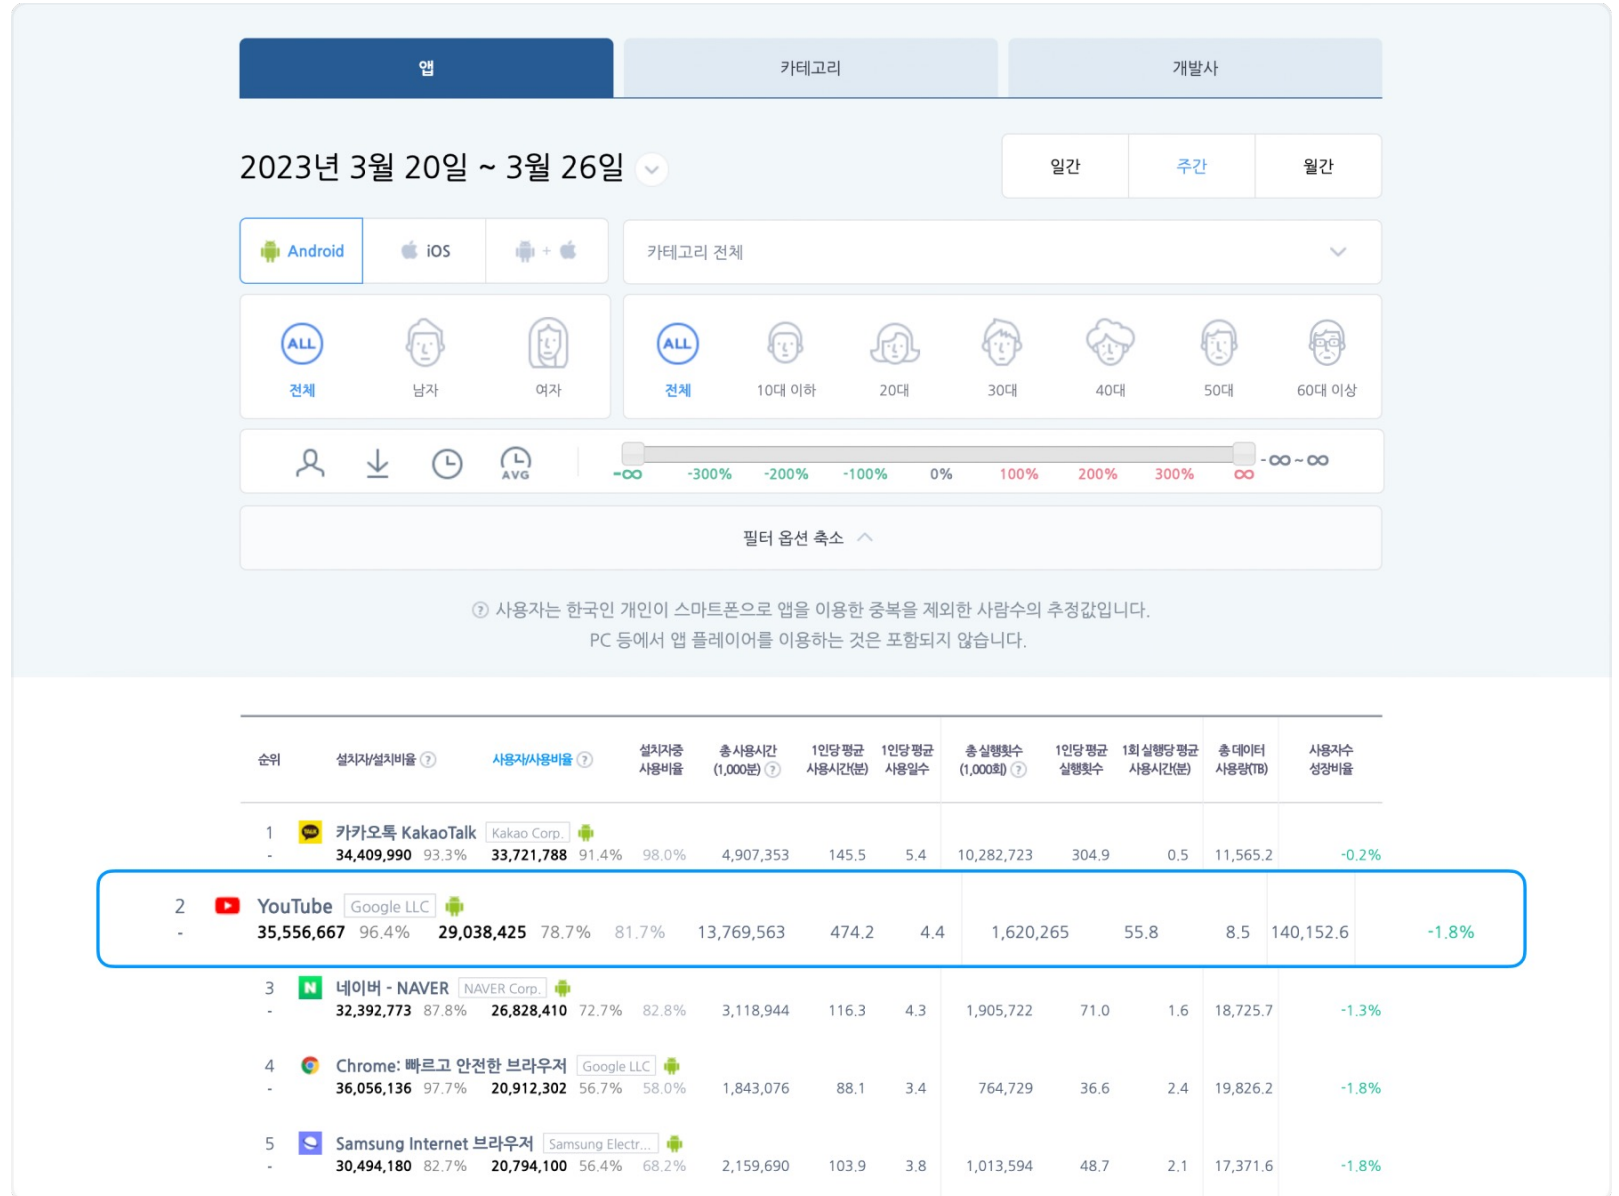 앱 카테고리 개발사
2023년 3월 20일 ~ 3월 26일 일간 주간 월간
Android iOS + 카테고리 전체
ALL ALL
전체 남자 여자 전체 10대 이하 20대 30대 40대 50대 60대 이상
AVG -∞ -300% -200% -100% 0% 100% 200% 300% ∞ -∞~∞
필터 옵션 축소
? 사용자는 한국인 개인이 스마트폰으로 앱을 이용한 중복을 제외한 사람수의 추정값입니다.
PC 등에서 앱 플레이어를 이용하는 것은 포함되지 않습니다.
순위 설치자/설치비율 ? 사용자/사용비율 ? 설치자중 사용비율 총 사용시간 (1,000분) ? 1인당 평균 사용시간(분) 1인당 평균 사용일수 총 실행횟수 (1,000회) ? 1인당 평균 실행횟수 1회 실행당 평균 사용시간(분) 총 데이터 사용량(TB) 사용자수 성장비율
1 TALK 카카오톡 KakaoTalk Kakao Corp.
- 34,409,990 93.3% 33,721,788 91.4% 98.0% 4,907,353 145.5 5.4 10,282,723 304.9 0.5 11,565.2 -0.2%
2 YouTube Google LLC
- 35,556,667 96.4% 29,038,425 78.7% 81.7% 13,769,563 474.2 4.4 1,620,265 55.8 8.5 140,152.6 -1.8%
3 N 네이버 - NAVER NAVER Corp.
- 32,392,773 87.8% 26,828,410 72.7% 82.8% 3,118,944 116.3 4.3 1,905,722 71.0 1.6 18,725.7 -1.3%
4 Chrome: 빠르고 안전한 브라우저 Google LLC
- 36,056,136 97.7% 20,912,302 56.7% 58.0% 1,843,076 88.1 3.4 764,729 36.6 2.4 19,826.2 -1.8%
5 Samsung Internet 브라우저 Samsung Electr...
- 30,494,180 82.7% 20,794,100 56.4% 68.2% 2,159,690 103.9 3.8 1,013,594 48.7 2.1 17,371.6 -1.8%